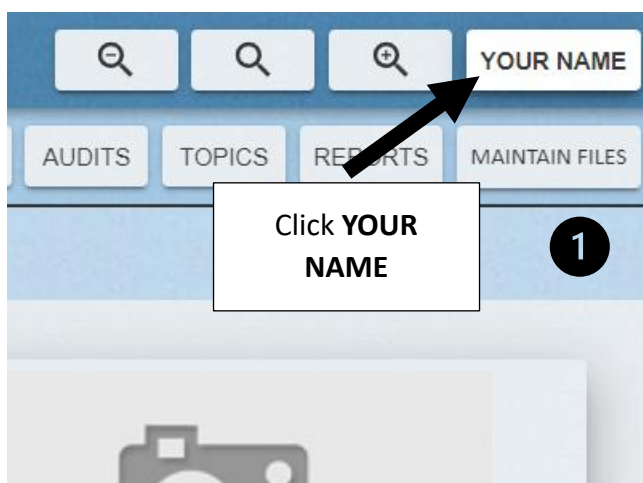 YOUR NAME
AUDITS TOPICS REPORTS MAINTAIN FILES
Click YOUR
NAME
1